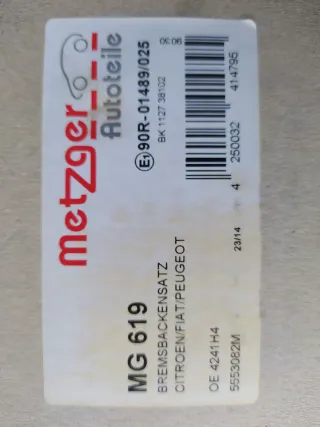 metzger
Autoteile
E1 90R-01489/025
BK 1127 38102
4 250032 414795
MG 619
BREMSBACKENSATZ
CITROEN/FIAT/PEUGEOT
23/14
OE 4241H4
5553082M